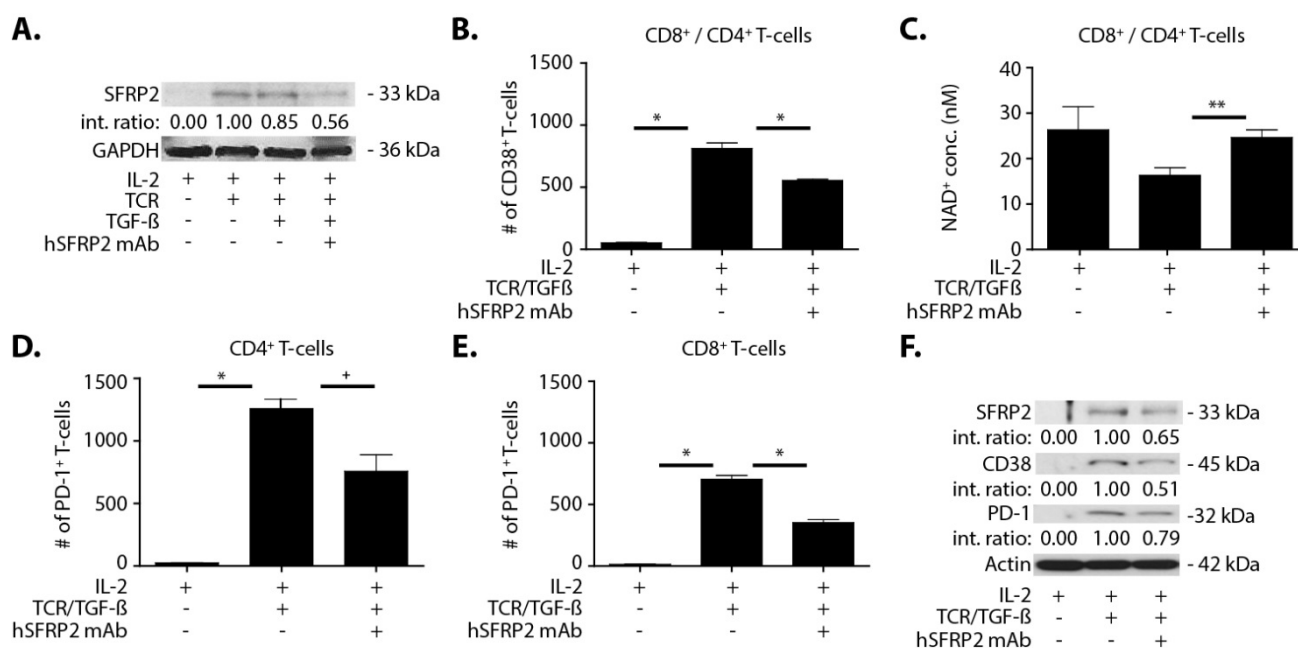 A.
SFRP2 - 33 kDa
int. ratio: 0.00 1.00 0.85 0.56
GAPDH - 36 kDa
IL-2 + + + +
TCR - + + +
TGF-ß - - + +
hSFRP2 mAb - - - +
B.
CD8⁺ / CD4⁺ T-cells
# of CD38⁺ T-cells
1500
1000
500
0
* *
IL-2 + + +
TCR/TGFß - + +
hSFRP2 mAb - - +
C.
CD8⁺ / CD4⁺ T-cells
NAD⁺ conc. (nM)
40
30
20
10
0
**
IL-2 + + +
TCR/TGFß - + +
hSFRP2 mAb - - +
D.
CD4⁺ T-cells
# of PD-1⁺ T-cells
1500
1000
500
0
* +
IL-2 + + +
TCR/TGF-ß - + +
hSFRP2 mAb - - +
E.
CD8⁺ T-cells
# of PD-1⁺ T-cells
1500
1000
500
0
* *
IL-2 + + +
TCR/TGF-ß - + +
hSFRP2 mAb - - +
F.
SFRP2 - 33 kDa
int. ratio: 0.00 1.00 0.65
CD38 - 45 kDa
int. ratio: 0.00 1.00 0.51
PD-1 -32 kDa
int. ratio: 0.00 1.00 0.79
Actin - 42 kDa
IL-2 + + +
TCR/TGF-ß - + +
hSFRP2 mAb - - +